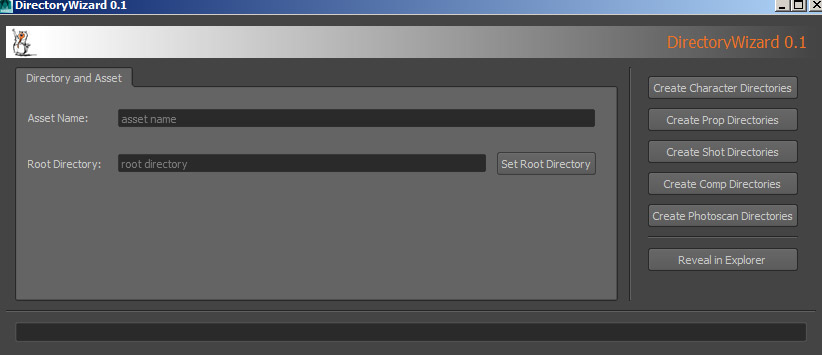 DirectoryWizard 0.1
DirectoryWizard 0.1
Directory and Asset
Asset Name: asset name
Root Directory: root directory Set Root Directory
Create Character Directories
Create Prop Directories
Create Shot Directories
Create Comp Directories
Create Photoscan Directories
Reveal in Explorer